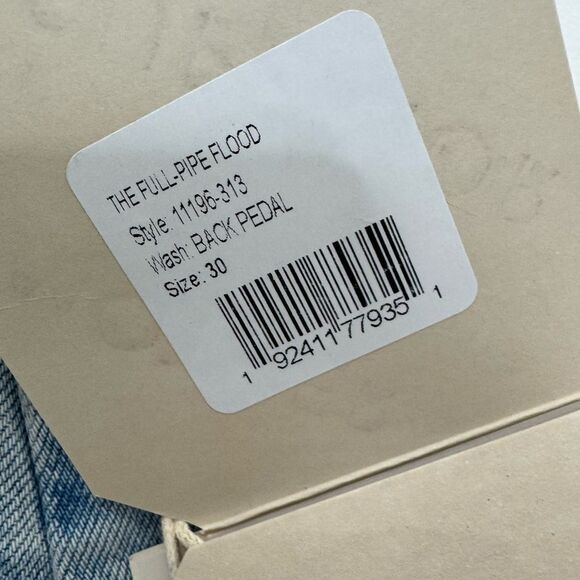 THE FULL-PIPE FLOOD
Style: 11196-313
Wash: BACK PEDAL
Size: 30
1 92411 77935 1